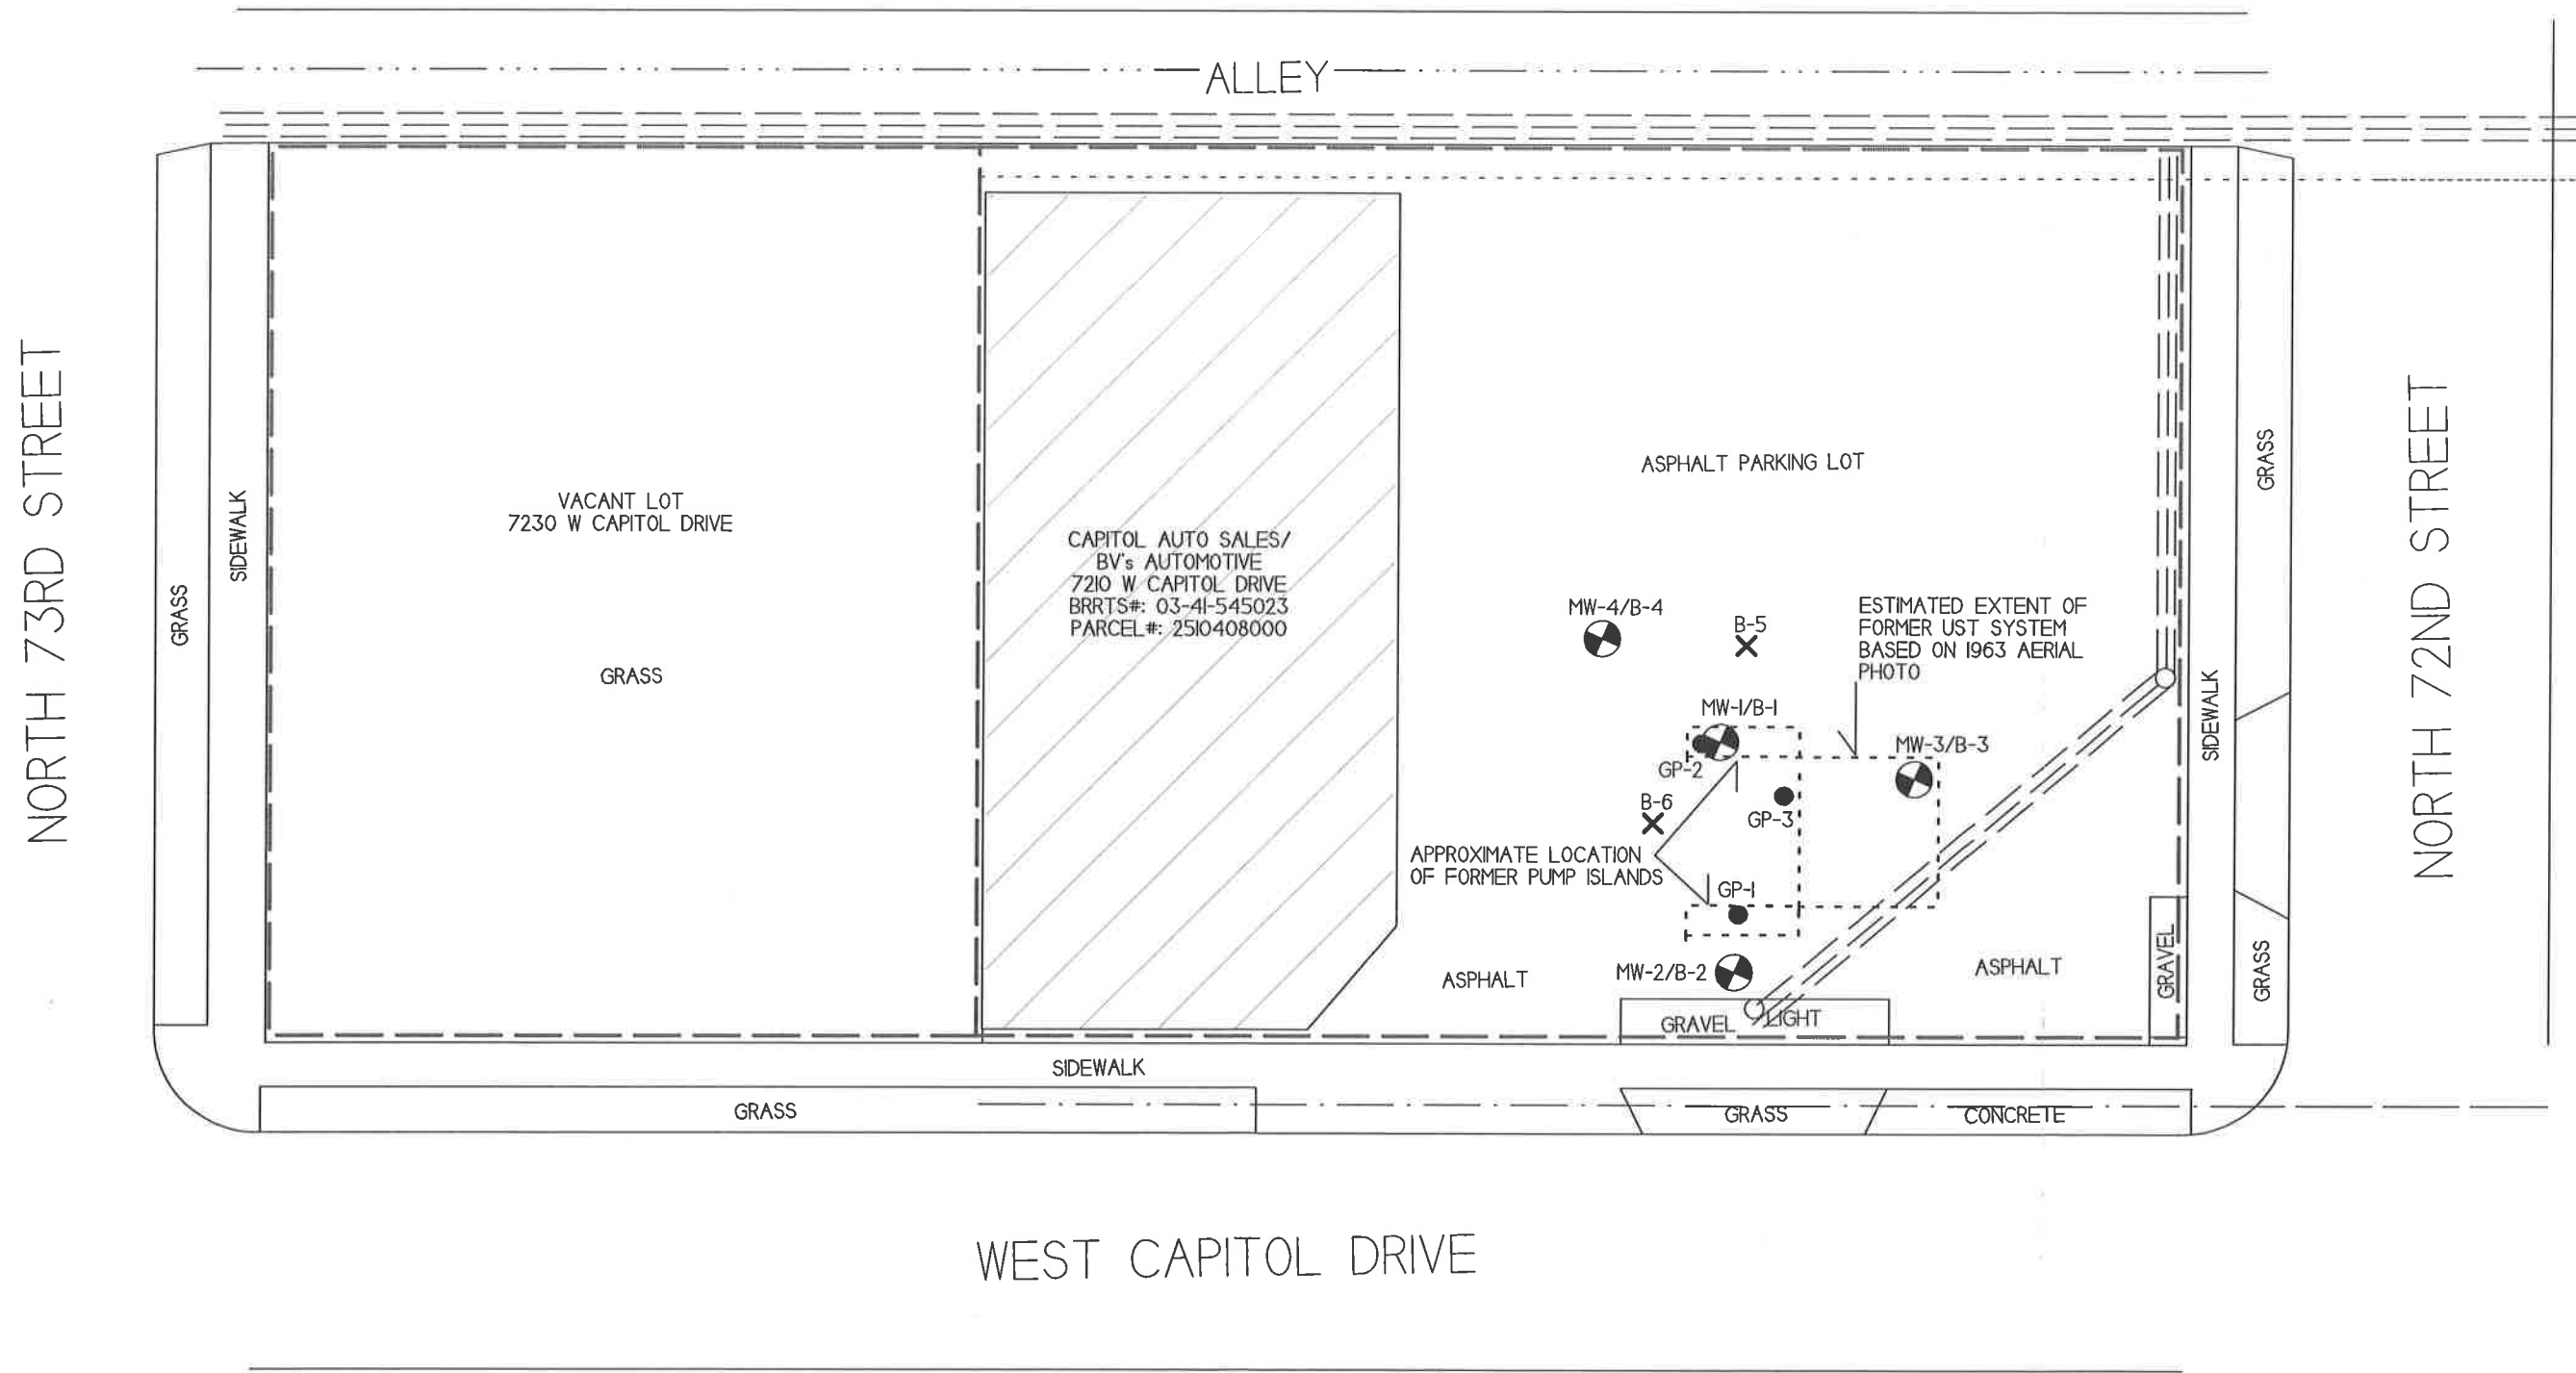 ALLEY
NORTH 73RD STREET
GRASS
SIDEWALK
VACANT LOT
7230 W CAPITOL DRIVE
GRASS
CAPITOL AUTO SALES/
BV's AUTOMOTIVE
7210 W CAPITOL DRIVE
BRRTS#: 03-41-545023
PARCEL#: 2510408000
ASPHALT PARKING LOT
MW-4/B-4
B-5
ESTIMATED EXTENT OF
FORMER UST SYSTEM
BASED ON 1963 AERIAL
PHOTO
MW-1/B-1
GP-2
MW-3/B-3
B-6
GP-3
APPROXIMATE LOCATION
OF FORMER PUMP ISLANDS
GP-1
MW-2/B-2
ASPHALT
ASPHALT
GRAVEL
LIGHT
GRAVEL
SIDEWALK
GRASS
GRASS
NORTH 72ND STREET
SIDEWALK
GRASS
GRASS
CONCRETE
WEST CAPITOL DRIVE